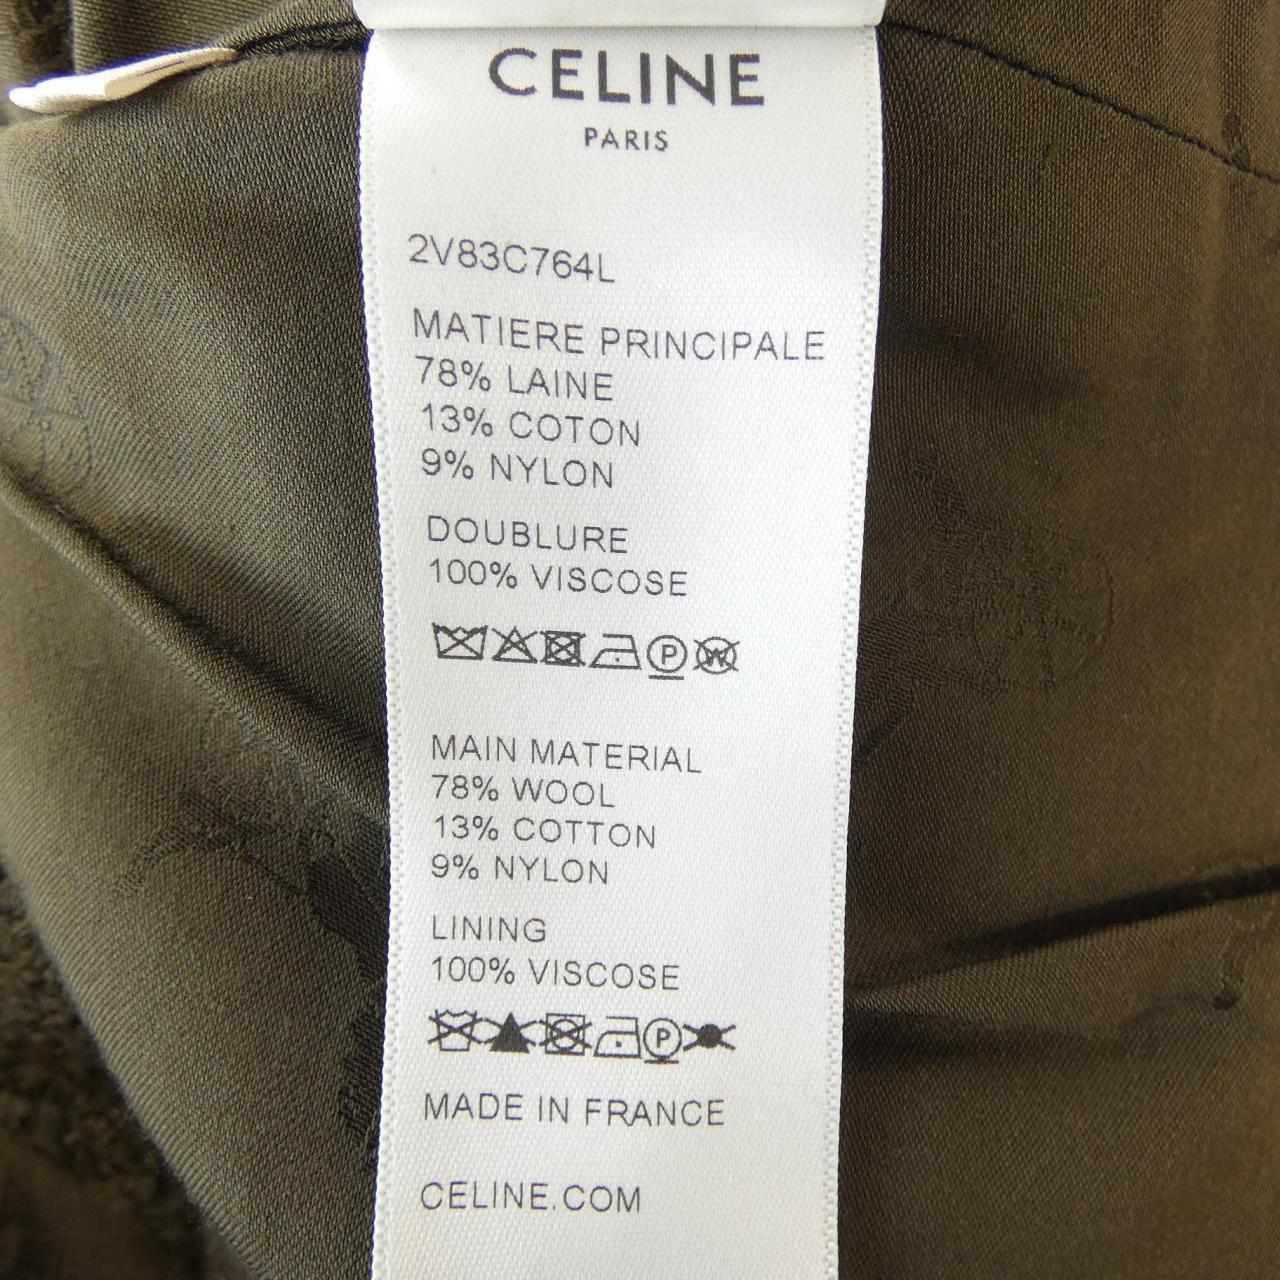 CELINE
PARIS
2V83C764L
MATIERE PRINCIPALE
78% LAINE
13% COTON
9% NYLON
DOUBLURE
100% VISCOSE
P W
MAIN MATERIAL
78% WOOL
13% COTTON
9% NYLON
LINING
100% VISCOSE
P
MADE IN FRANCE
CELINE.COM